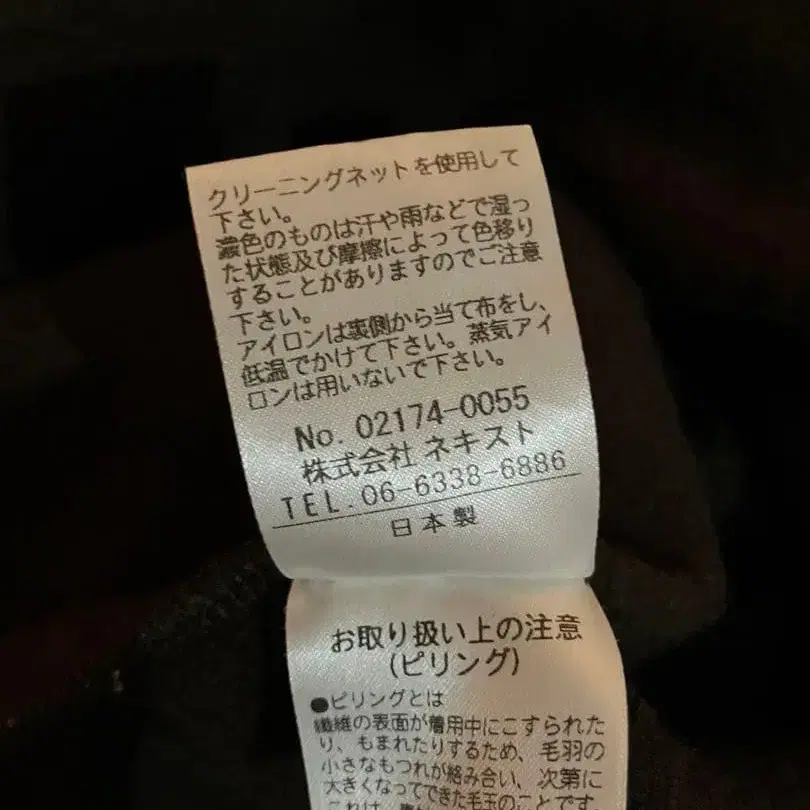 クリーニングネットを使用して
下さい。
濃色のものは汗や雨などで湿っ
た状態及び摩擦によって色移り
することがありますのでご注意
下さい。
アイロンは裏側から当て布をし、
低温でかけて下さい。蒸気アイ
ロンは用いないで下さい。
No. 02174-0055
株式会社 ネキスト
TEL.06-6338-6886
日本製
お取り扱い上の注意
(ピリング)
●ピリングとは
繊維の表面が着用中にこすられた
り、もまれたりするため、毛羽の
小さなもつれが絡み合い、次第に
大きくなってできた毛玉のことです
これは、